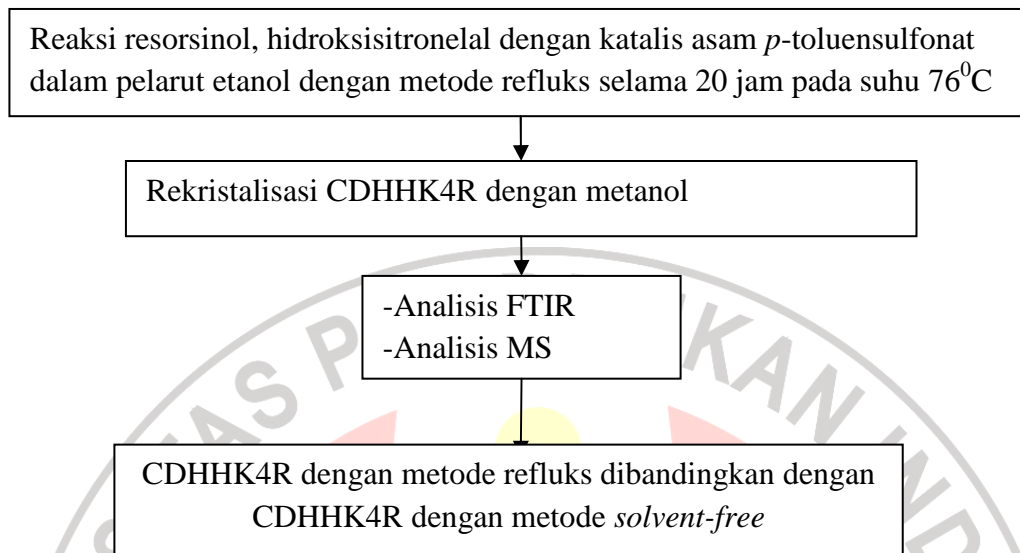 Reaksi resorsinol, hidroksisitronelal dengan katalis asam p-toluensulfonat
dalam pelarut etanol dengan metode refluks selama 20 jam pada suhu 76⁰C
Rekristalisasi CDHHK4R dengan metanol
-Analisis FTIR
-Analisis MS
CDHHK4R dengan metode refluks dibandingkan dengan
CDHHK4R dengan metode solvent-free